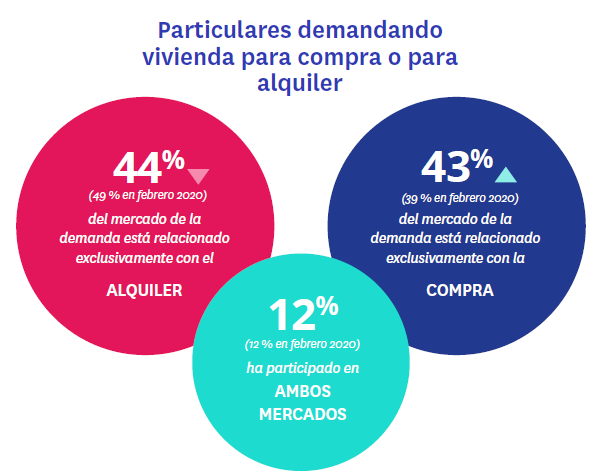 Particulares demandando
vivienda para compra o para
alquiler
44%
(49 % en febrero 2020)
del mercado de la
demanda está relacionado
exclusivamente con el
ALQUILER
43%
(39 % en febrero 2020)
del mercado de la
demanda está relacionado
exclusivamente con la
COMPRA
12%
(12 % en febrero 2020)
ha participado en
AMBOS
MERCADOS